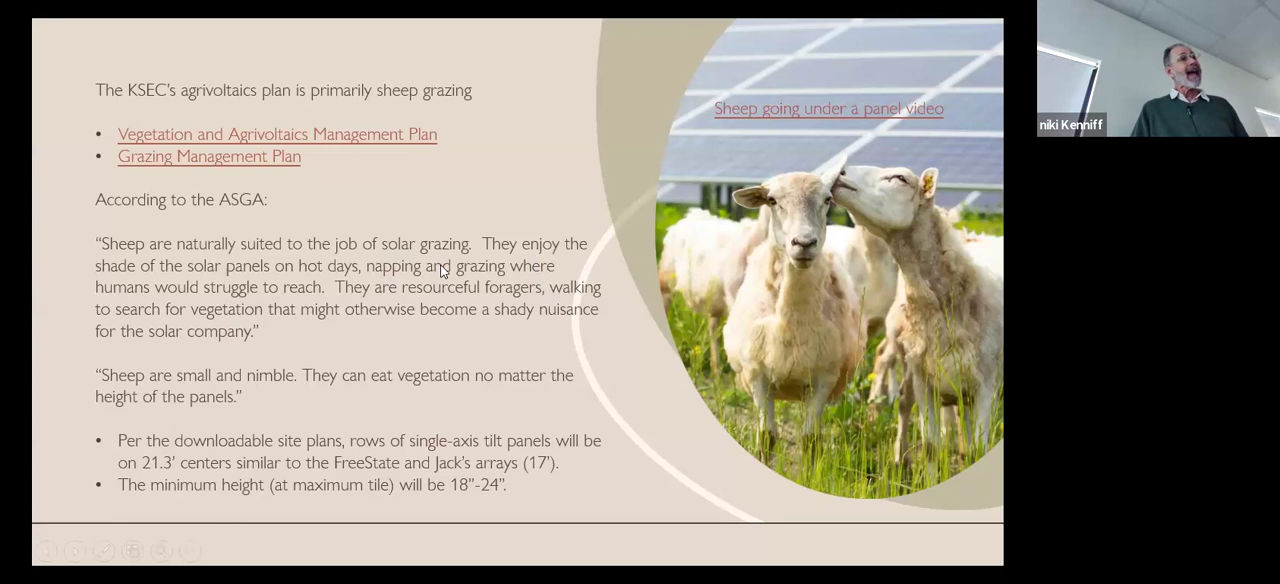 The KSEC's agrivoltaics plan is primarily sheep grazing
• Vegetation and Agrivoltaics Management Plan
• Grazing Management Plan
According to the ASGA:
“Sheep are naturally suited to the job of solar grazing.  They enjoy the
shade of the solar panels on hot days, napping and grazing where
humans would struggle to reach.  They are resourceful foragers, walking
to search for vegetation that might otherwise become a shady nuisance
for the solar company.”
“Sheep are small and nimble. They can eat vegetation no matter the
height of the panels.”
• Per the downloadable site plans, rows of single-axis tilt panels will be
on 21.3’ centers similar to the FreeState and Jack’s arrays (17’).
• The minimum height (at maximum tile) will be 18”-24”.
Sheep going under a panel video
niki Kenniff